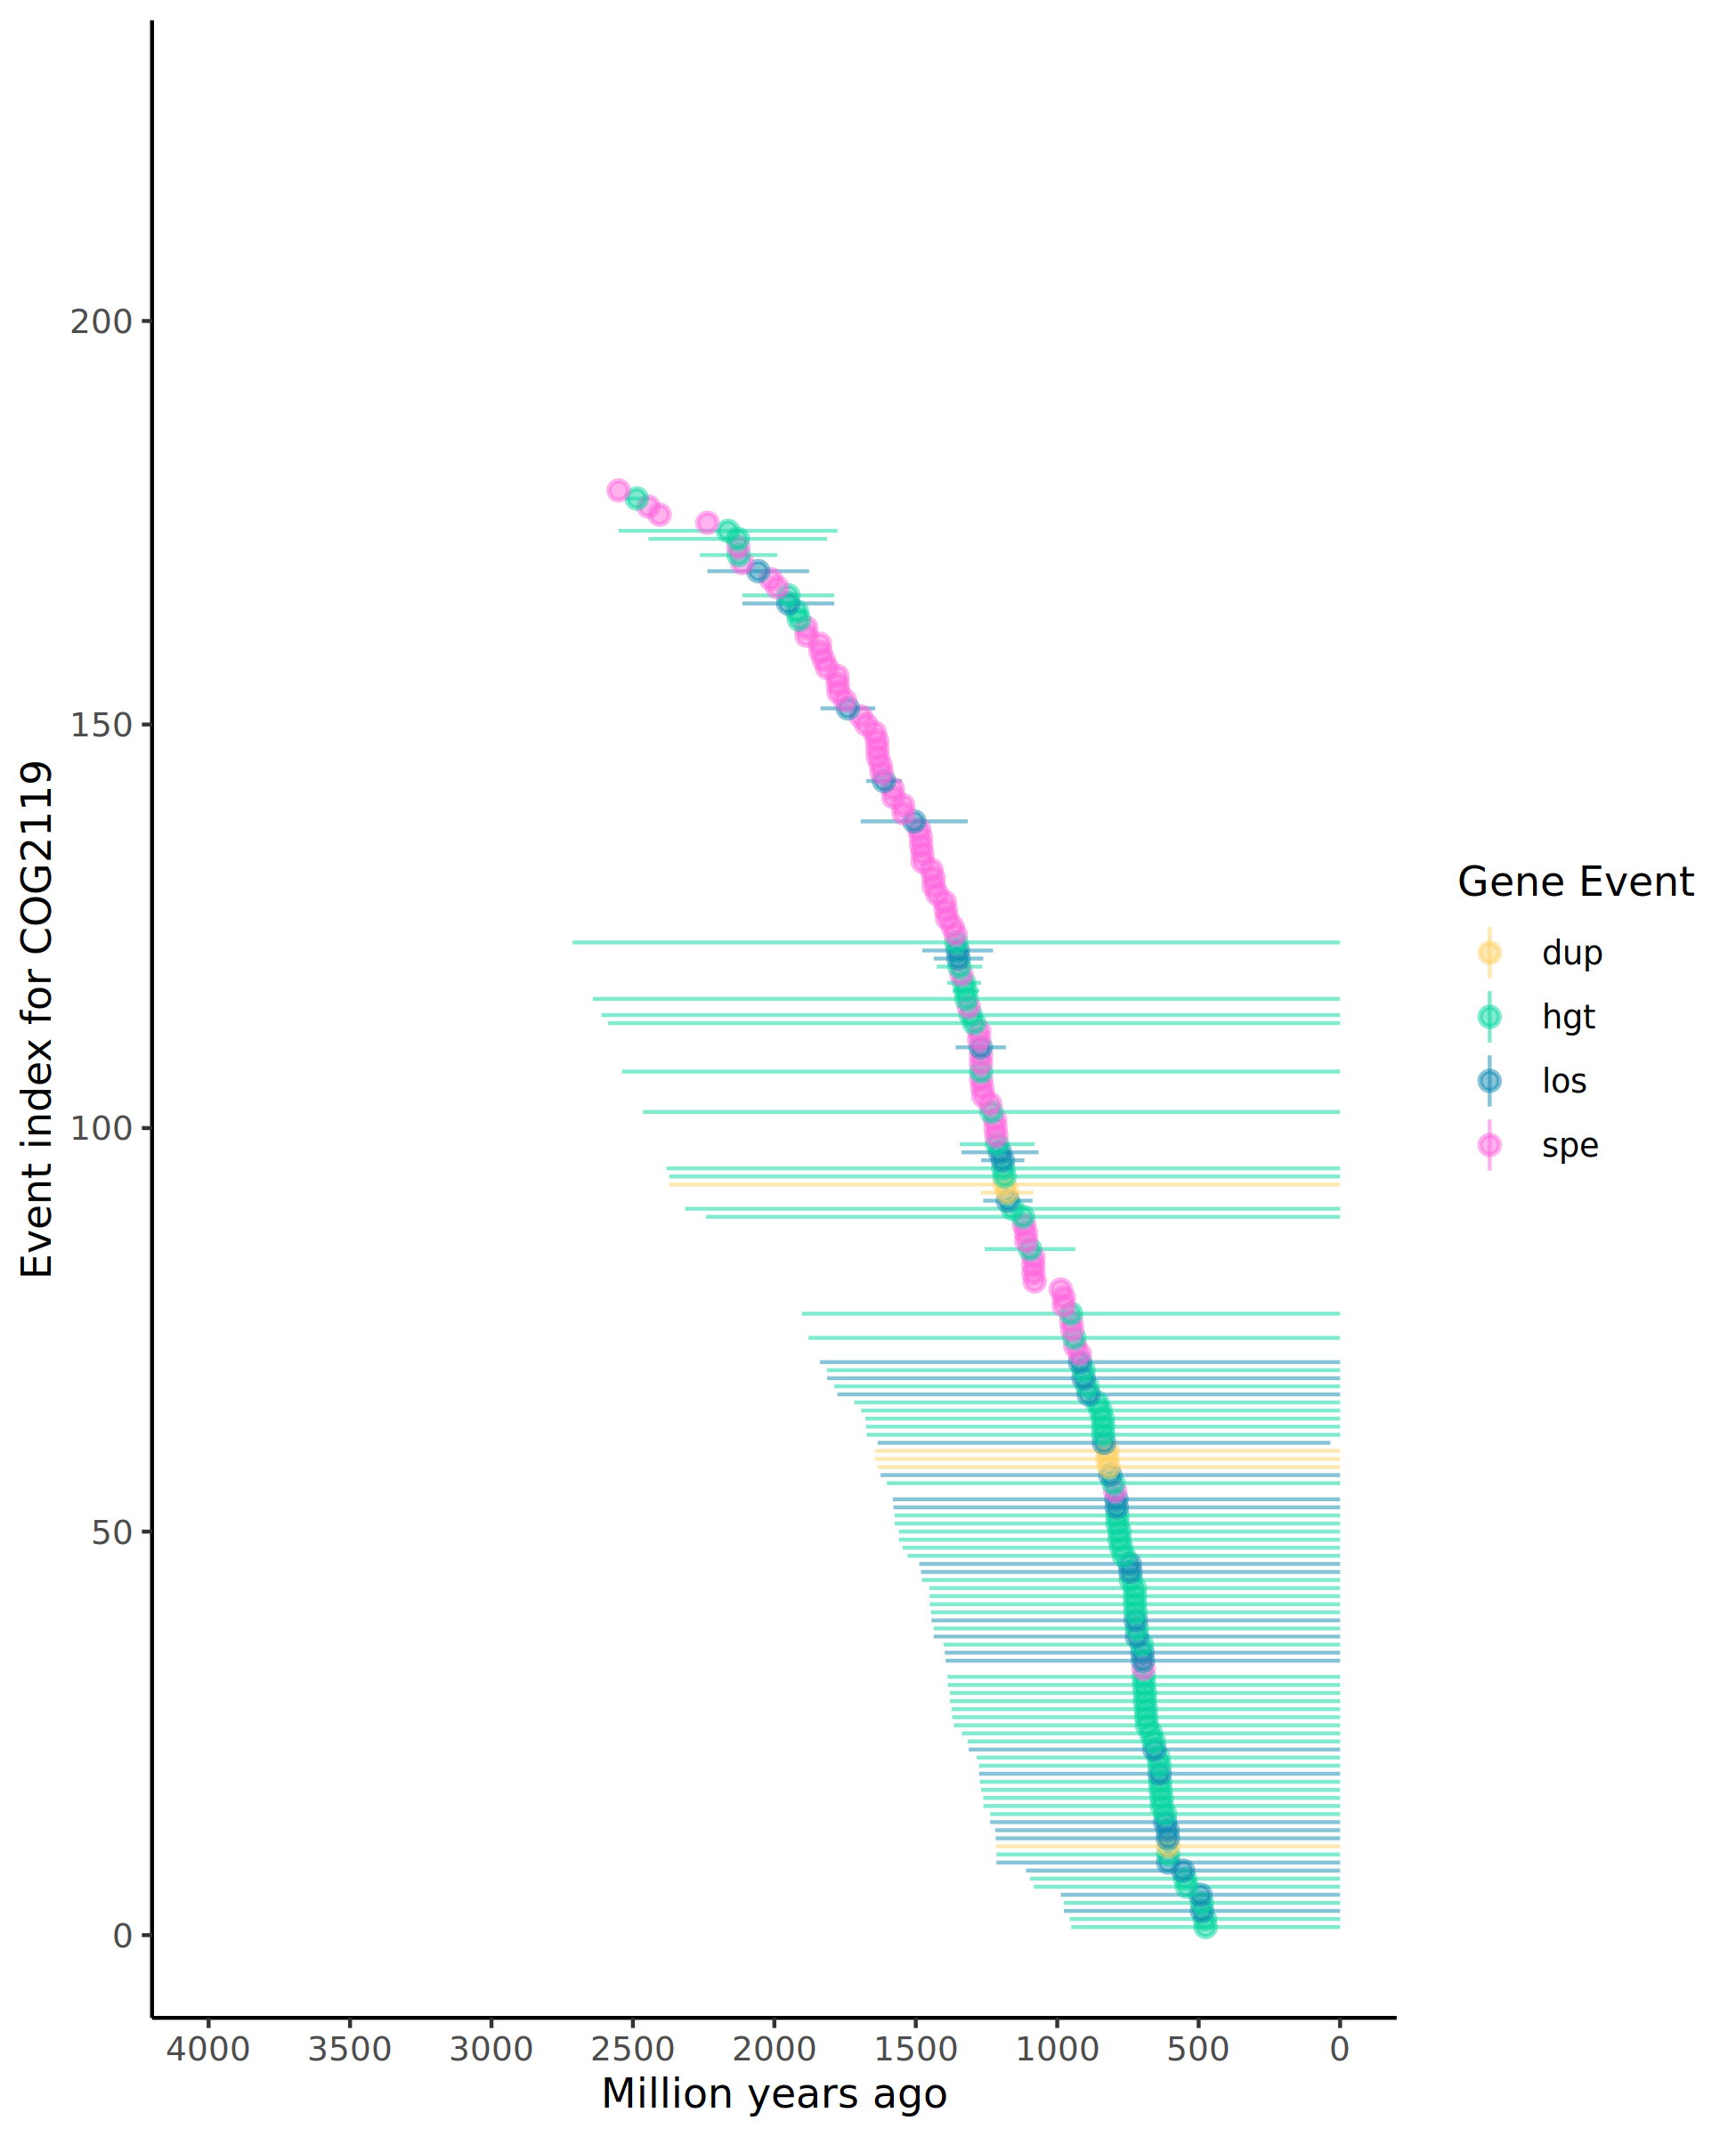 Event index for COG2119
200
150
100
50
0
4000 3500 3000 2500 2000 1500 1000 500 0
Million years ago
Gene Event
dup
hgt
los
spe